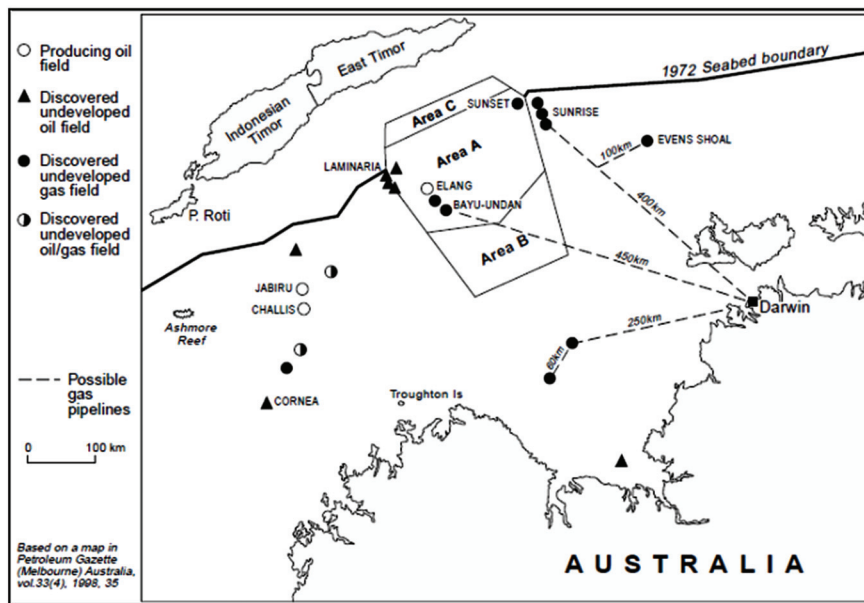 Producing oil
field
Discovered
undeveloped
oil field
Discovered
undeveloped
gas field
Discovered
undeveloped
oil/gas field
Possible
gas
pipelines
0 100 km
Based on a map in
Petroleum Gazette
(Melbourne) Australia,
vol.33(4), 1998, 35
1972 Seabed boundary
East Timor
Indonesian
Timor
P. Roti
Area C
SUNSET
SUNRISE
Area A
EVENS SHOAL
100km
LAMINARIA
ELANG
BAYU-UNDAN
400km
Area B
450km
JABIRU
CHALLIS
Ashmore
Reef
Darwin
250km
60km
CORNEA
Troughton Is
AUSTRALIA